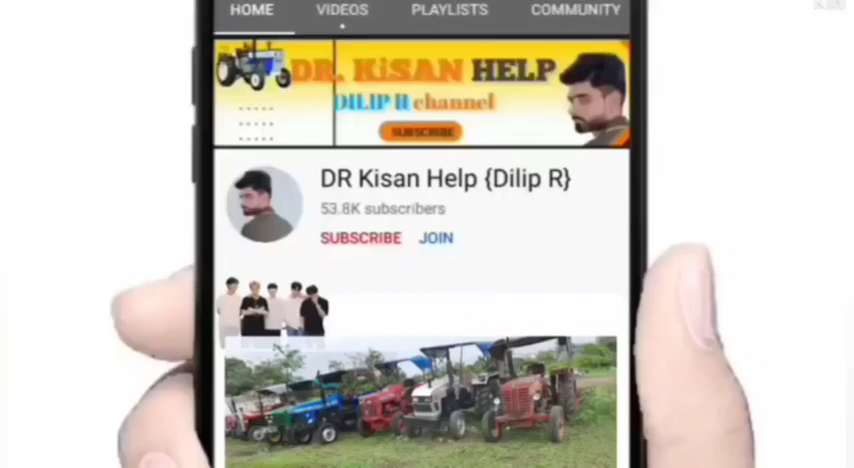 HOME VIDEOS PLAYLISTS COMMUNITY
DR. KiSAN HELP
DILIP R channel
SUBSCRIBE
DR Kisan Help {Dilip R}
53.8K subscribers
SUBSCRIBE JOIN